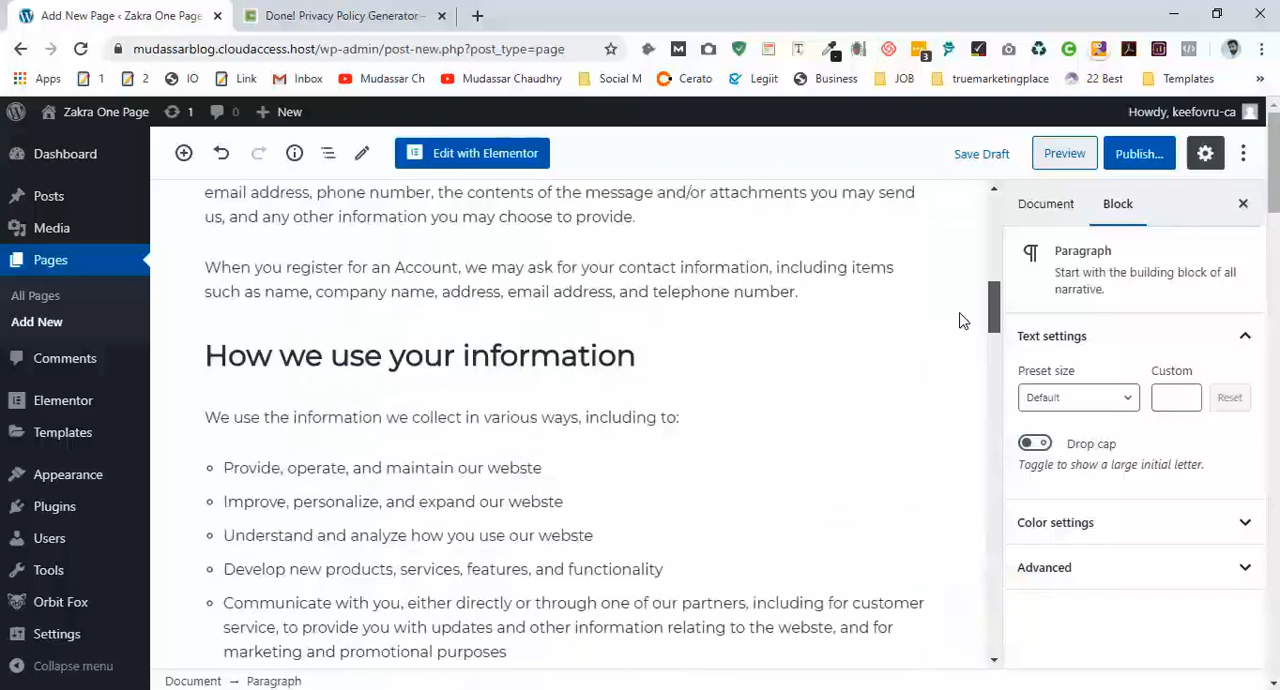 Add New Page ‹ Zakra One Page
Done! Privacy Policy Generator –
mudassarblog.cloudaccess.host/wp-admin/post-new.php?post_type=page
3
Apps
1
2
IO
Link
Inbox
Mudassar Ch
Mudassar Chaudhry
Social M
Cerato
Legiit
Business
JOB
truemarketingplace
22 Best
Templates
»
Zakra One Page
1
0
New
Howdy, keefovru-ca
Dashboard
Posts
Media
Pages
All Pages
Add New
Comments
Elementor
Templates
Appearance
Plugins
Users
Tools
Orbit Fox
Settings
Collapse menu
Edit with Elementor
Save Draft
Preview
Publish...
email address, phone number, the contents of the message and/or attachments you may send
us, and any other information you may choose to provide.
When you register for an Account, we may ask for your contact information, including items
such as name, company name, address, email address, and telephone number.
How we use your information
We use the information we collect in various ways, including to:
Provide, operate, and maintain our webste
Improve, personalize, and expand our webste
Understand and analyze how you use our webste
Develop new products, services, features, and functionality
Communicate with you, either directly or through one of our partners, including for customer
service, to provide you with updates and other information relating to the webste, and for
marketing and promotional purposes
Document → Paragraph
Document
Block
Paragraph
Start with the building block of all
narrative.
Text settings
Preset size
Custom
Default
Reset
Drop cap
Toggle to show a large initial letter.
Color settings
Advanced